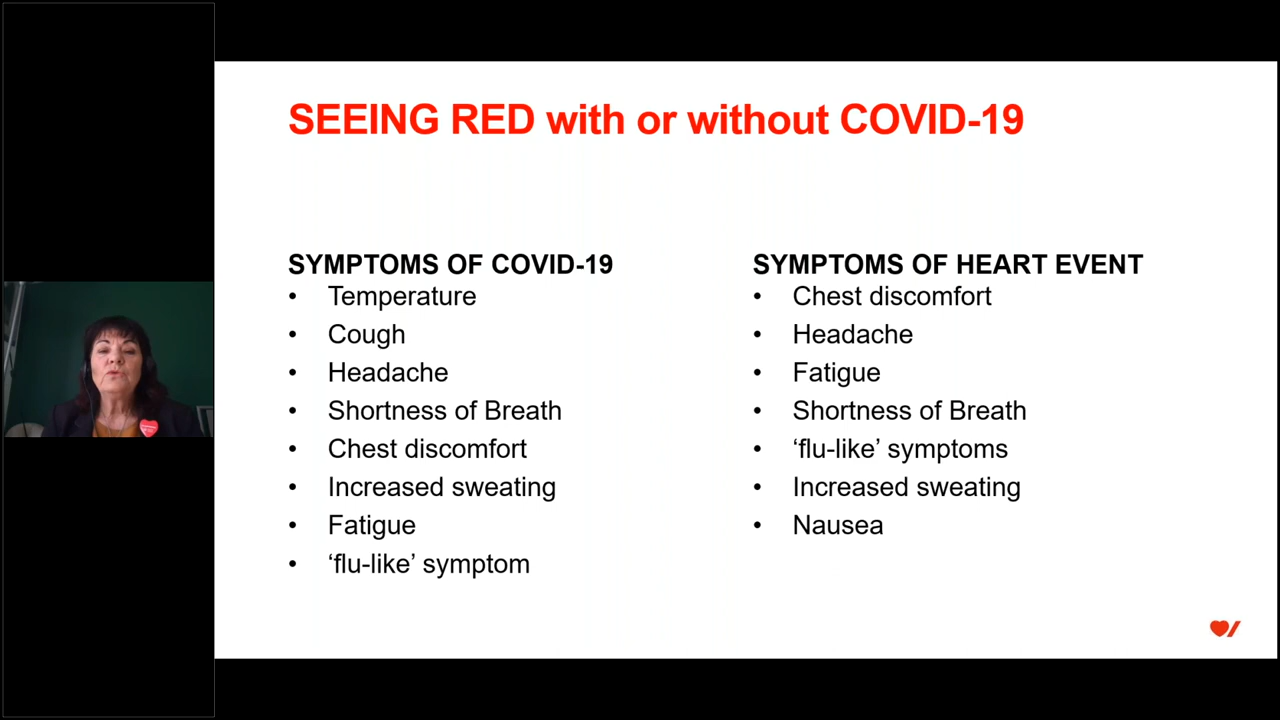 SEEING RED with or without COVID-19
SYMPTOMS OF COVID-19
• Temperature
• Cough
• Headache
• Shortness of Breath
• Chest discomfort
• Increased sweating
• Fatigue
• ‘flu-like’ symptom
SYMPTOMS OF HEART EVENT
• Chest discomfort
• Headache
• Fatigue
• Shortness of Breath
• ‘flu-like’ symptoms
• Increased sweating
• Nausea